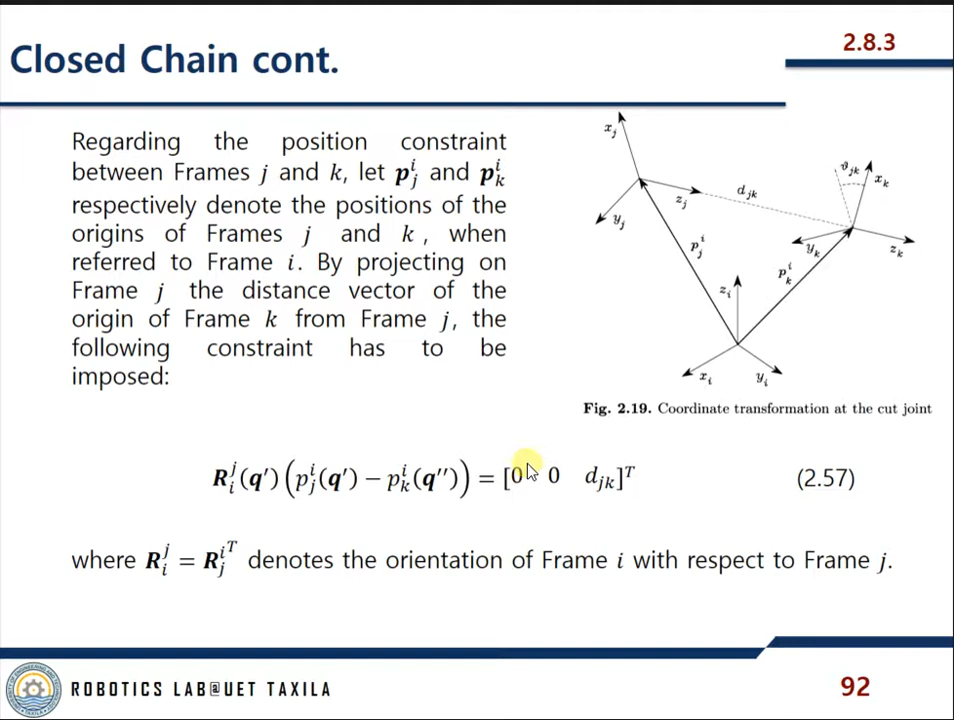 Closed Chain cont.
2.8.3
Regarding the position constraint
between Frames j and k, let p_j^i and p_k^i
respectively denote the positions of the
origins of Frames j and k , when
referred to Frame i. By projecting on
Frame j the distance vector of the
origin of Frame k from Frame j, the
following constraint has to be
imposed:
x_j
y_j
z_j
d_jk
ϑ_jk
x_k
y_k
z_k
p_j^i
p_k^i
z_i
x_i
y_i
Fig. 2.19. Coordinate transformation at the cut joint
R_i^j(q′)(p_j^i(q′) − p_k^i(q′′)) = [0 0 d_jk]^T (2.57)
where R_i^j = R_j^{i^T} denotes the orientation of Frame i with respect to Frame j.
ROBOTICS LAB@UET TAXILA
92